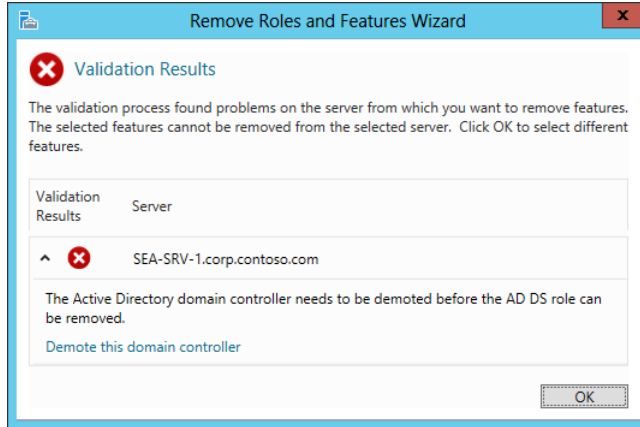 Remove Roles and Features Wizard
x
Validation Results
The validation process found problems on the server from which you want to remove features.
The selected features cannot be removed from the selected server.  Click OK to select different
features.
Validation
Results
Server
SEA-SRV-1.corp.contoso.com
The Active Directory domain controller needs to be demoted before the AD DS role can
be removed.
Demote this domain controller
OK